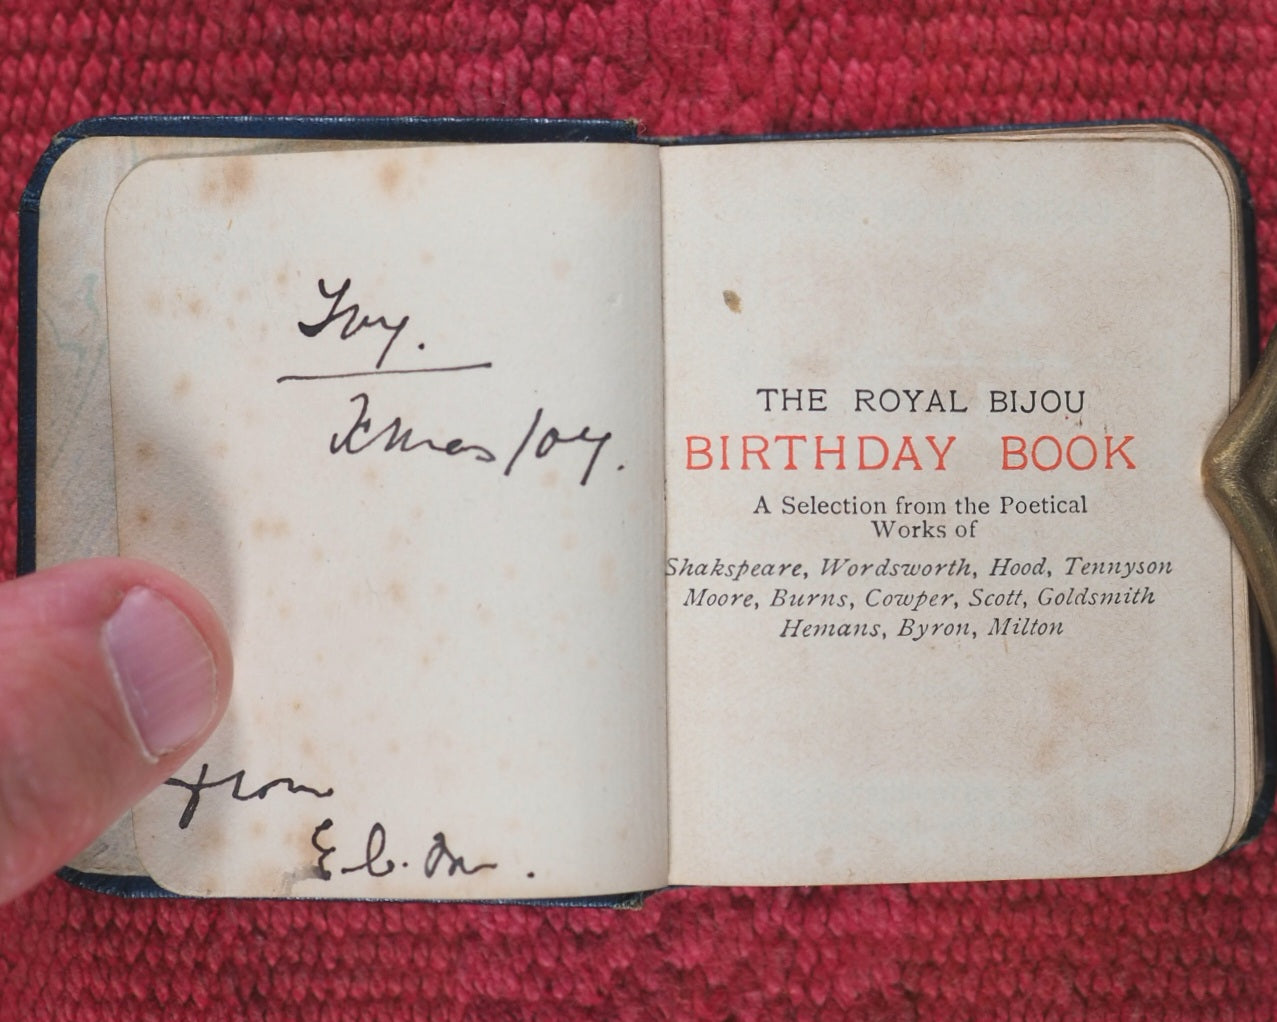 Ivy.
Xmas /09.
from
THE ROYAL BIJOU
BIRTHDAY BOOK
A Selection from the Poetical
Works of
Shakspeare, Wordsworth, Hood, Tennyson
Moore, Burns, Cowper, Scott, Goldsmith
Hemans, Byron, Milton